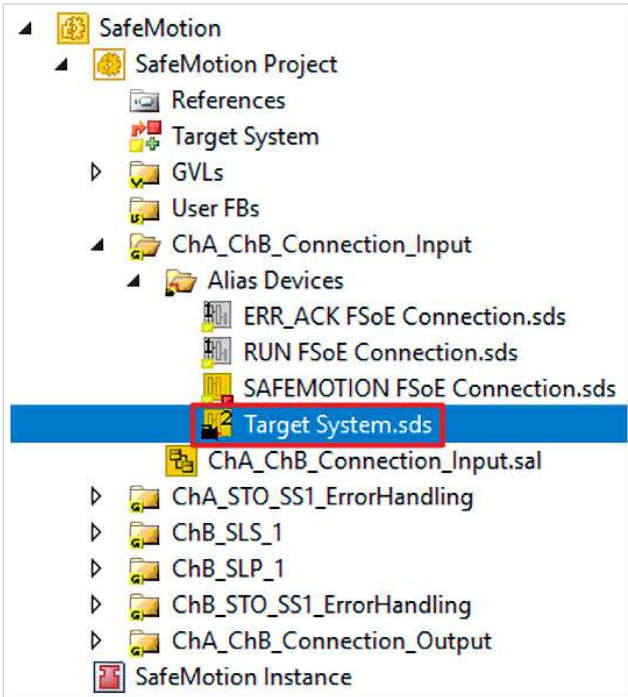 SafeMotion
SafeMotion Project
References
Target System
GVLs
User FBs
ChA_ChB_Connection_Input
Alias Devices
ERR_ACK FSoE Connection.sds
RUN FSoE Connection.sds
SAFEMOTION FSoE Connection.sds
Target System.sds
ChA_ChB_Connection_Input.sal
ChA_STO_SS1_ErrorHandling
ChB_SLS_1
ChB_SLP_1
ChB_STO_SS1_ErrorHandling
ChA_ChB_Connection_Output
SafeMotion Instance